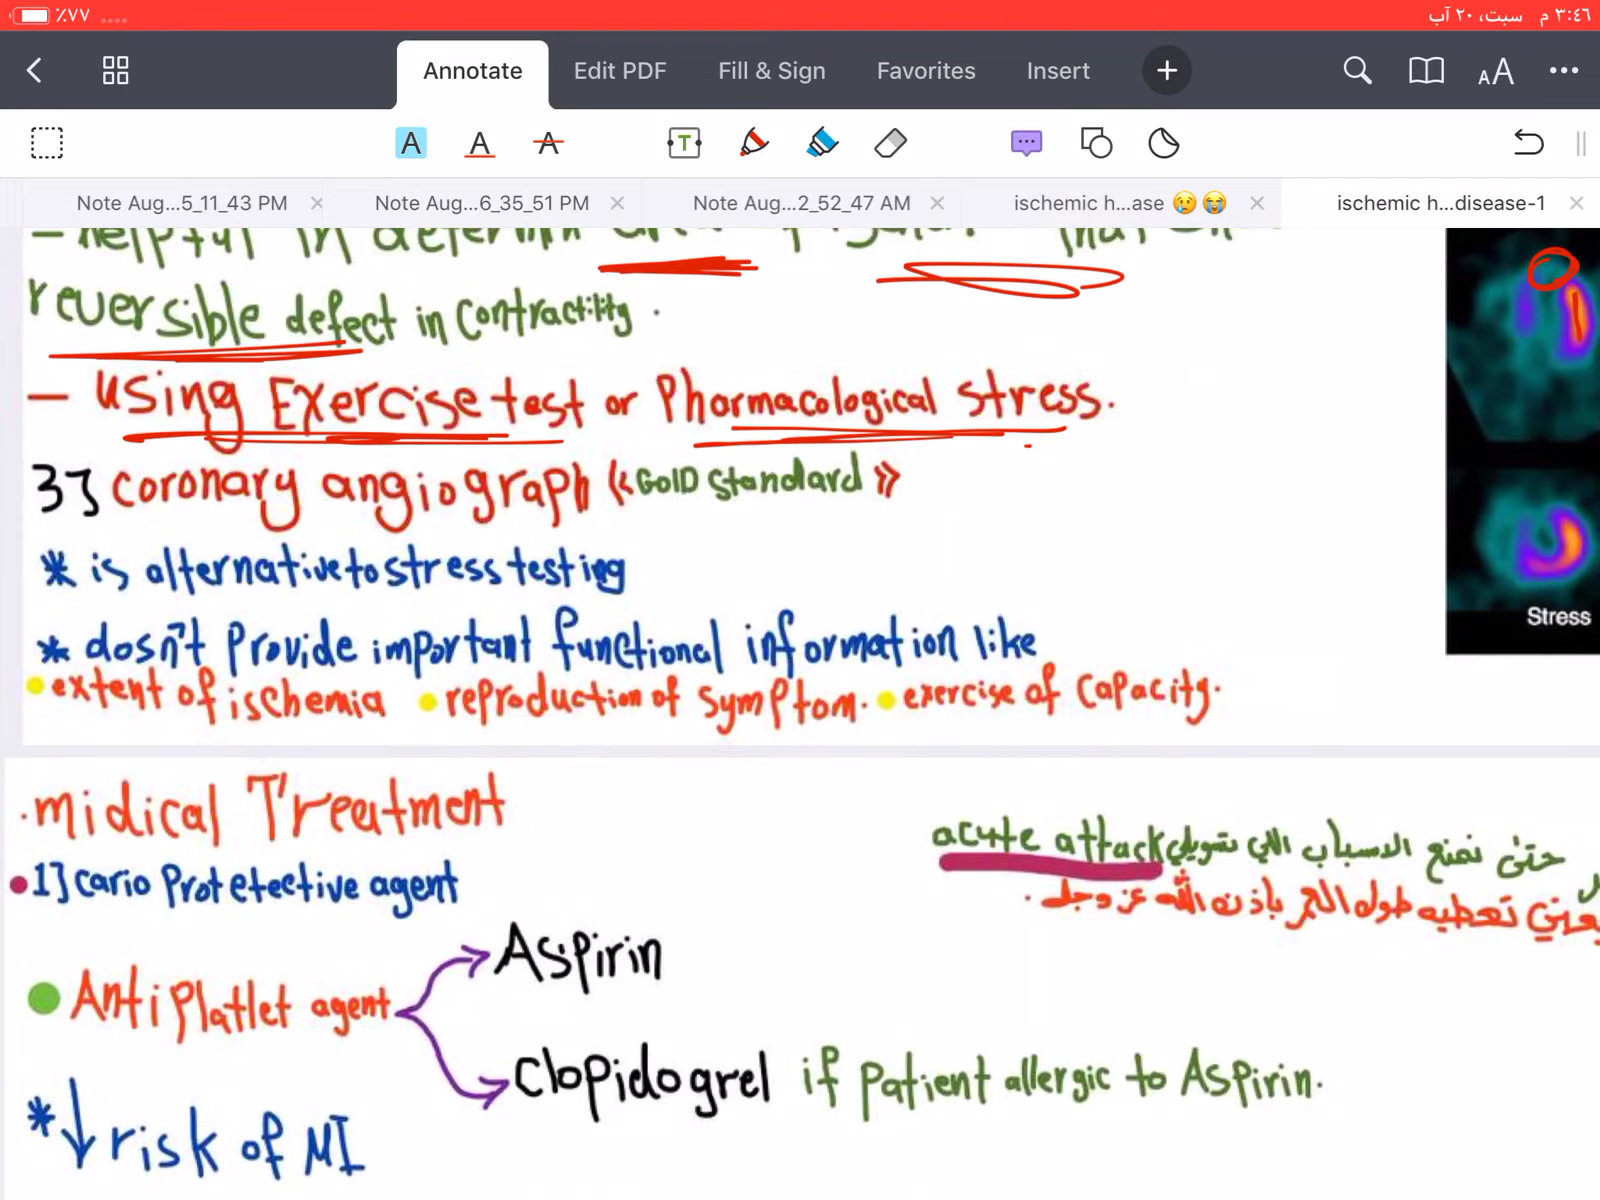 ٪٧٧ ٣:٤٦ م سبت، ٢٠ آب
Annotate Edit PDF Fill & Sign Favorites Insert
Note Aug...5_11_43 PM Note Aug...6_35_51 PM Note Aug...2_52_47 AM ischemic h...ase 😢😭 ischemic h...disease-1
- helpful in determin
reversible defect in contractility.
- using Exercise test or Pharmacological stress.
3] coronary angiograph «Gold Standard»
* is alternative to stress testing
* dosn't Provide important functional information like
• extent of ischemia • reproduction of symptom. • exercise of capacity.
Stress
.midical Treatment
حتى نمنع الاسباب اللي تسويلي acute attack
• 1] cario Protetective agent
يعني تعطيه طول العمر باذن الله عز وجل.
Aspirin
• Antiplatlet agent
Clopidogrel if patient allergic to Aspirin.
* ↓ risk of MI